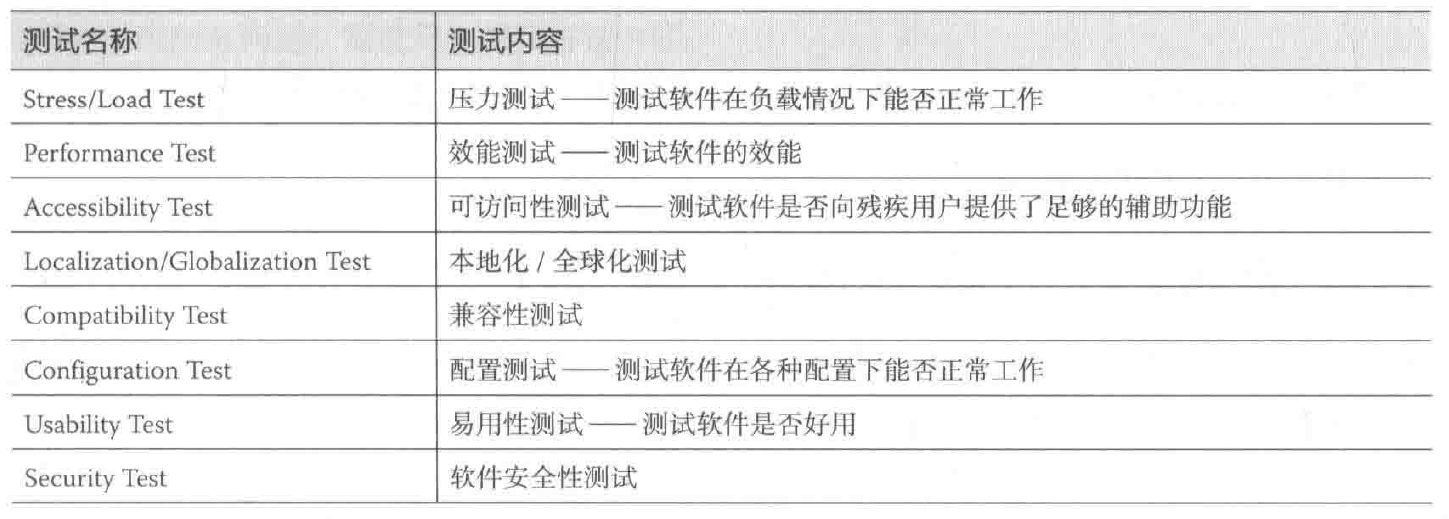 测试名称 测试内容
Stress/Load Test 压力测试——测试软件在负载情况下能否正常工作
Performance Test 效能测试——测试软件的效能
Accessibility Test 可访问性测试——测试软件是否向残疾用户提供了足够的辅助功能
Localization/Globalization Test 本地化 / 全球化测试
Compatibility Test 兼容性测试
Configuration Test 配置测试——测试软件在各种配置下能否正常工作
Usability Test 易用性测试——测试软件是否好用
Security Test 软件安全性测试